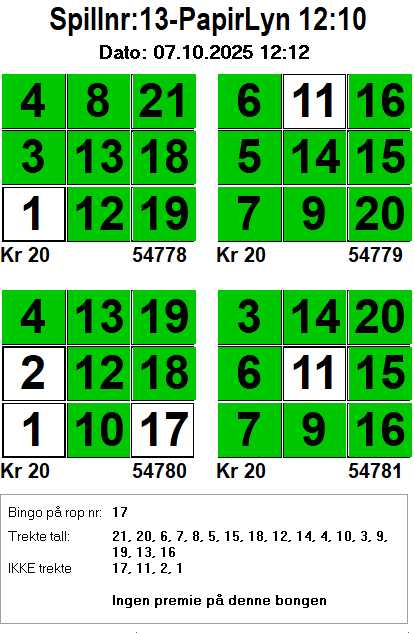 Spillnr:13-PapirLyn 12:10
Dato: 07.10.2025 12:12
4 8 21
3 13 18
1 12 19
Kr 20 54778
6 11 16
5 14 15
7 9 20
Kr 20 54779
4 13 19
2 12 18
1 10 17
Kr 20 54780
3 14 20
6 11 15
7 9 16
Kr 20 54781
Bingo på rop nr: 17
Trekte tall: 21, 20, 6, 7, 8, 5, 15, 18, 12, 14, 4, 10, 3, 9,
19, 13, 16
IKKE trekte 17, 11, 2, 1
Ingen premie på denne bongen